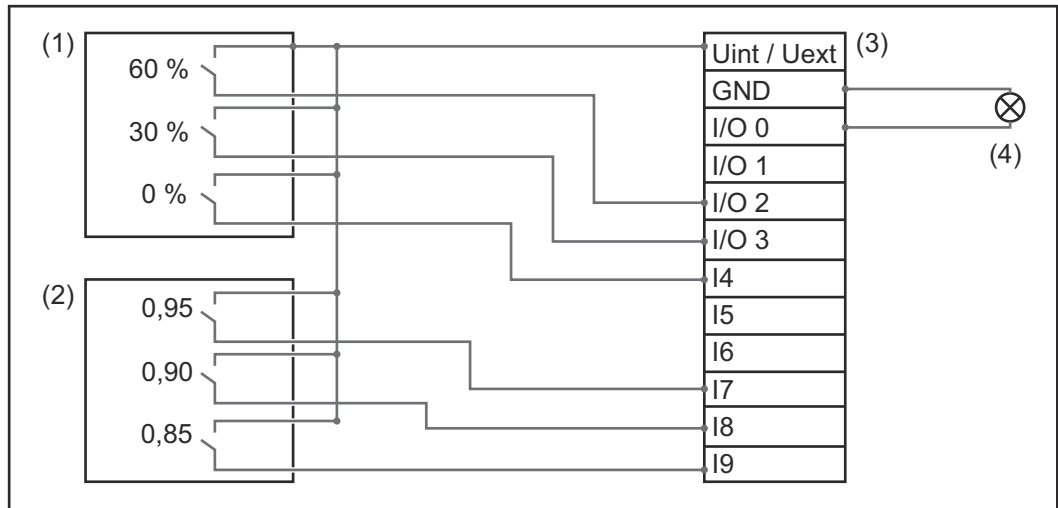 (1)
60 %
30 %
0 %
(2)
0,95
0,90
0,85
(3)
Uint / Uext
GND
I/O 0
I/O 1
I/O 2
I/O 3
I4
I5
I6
I7
I8
I9
(4)